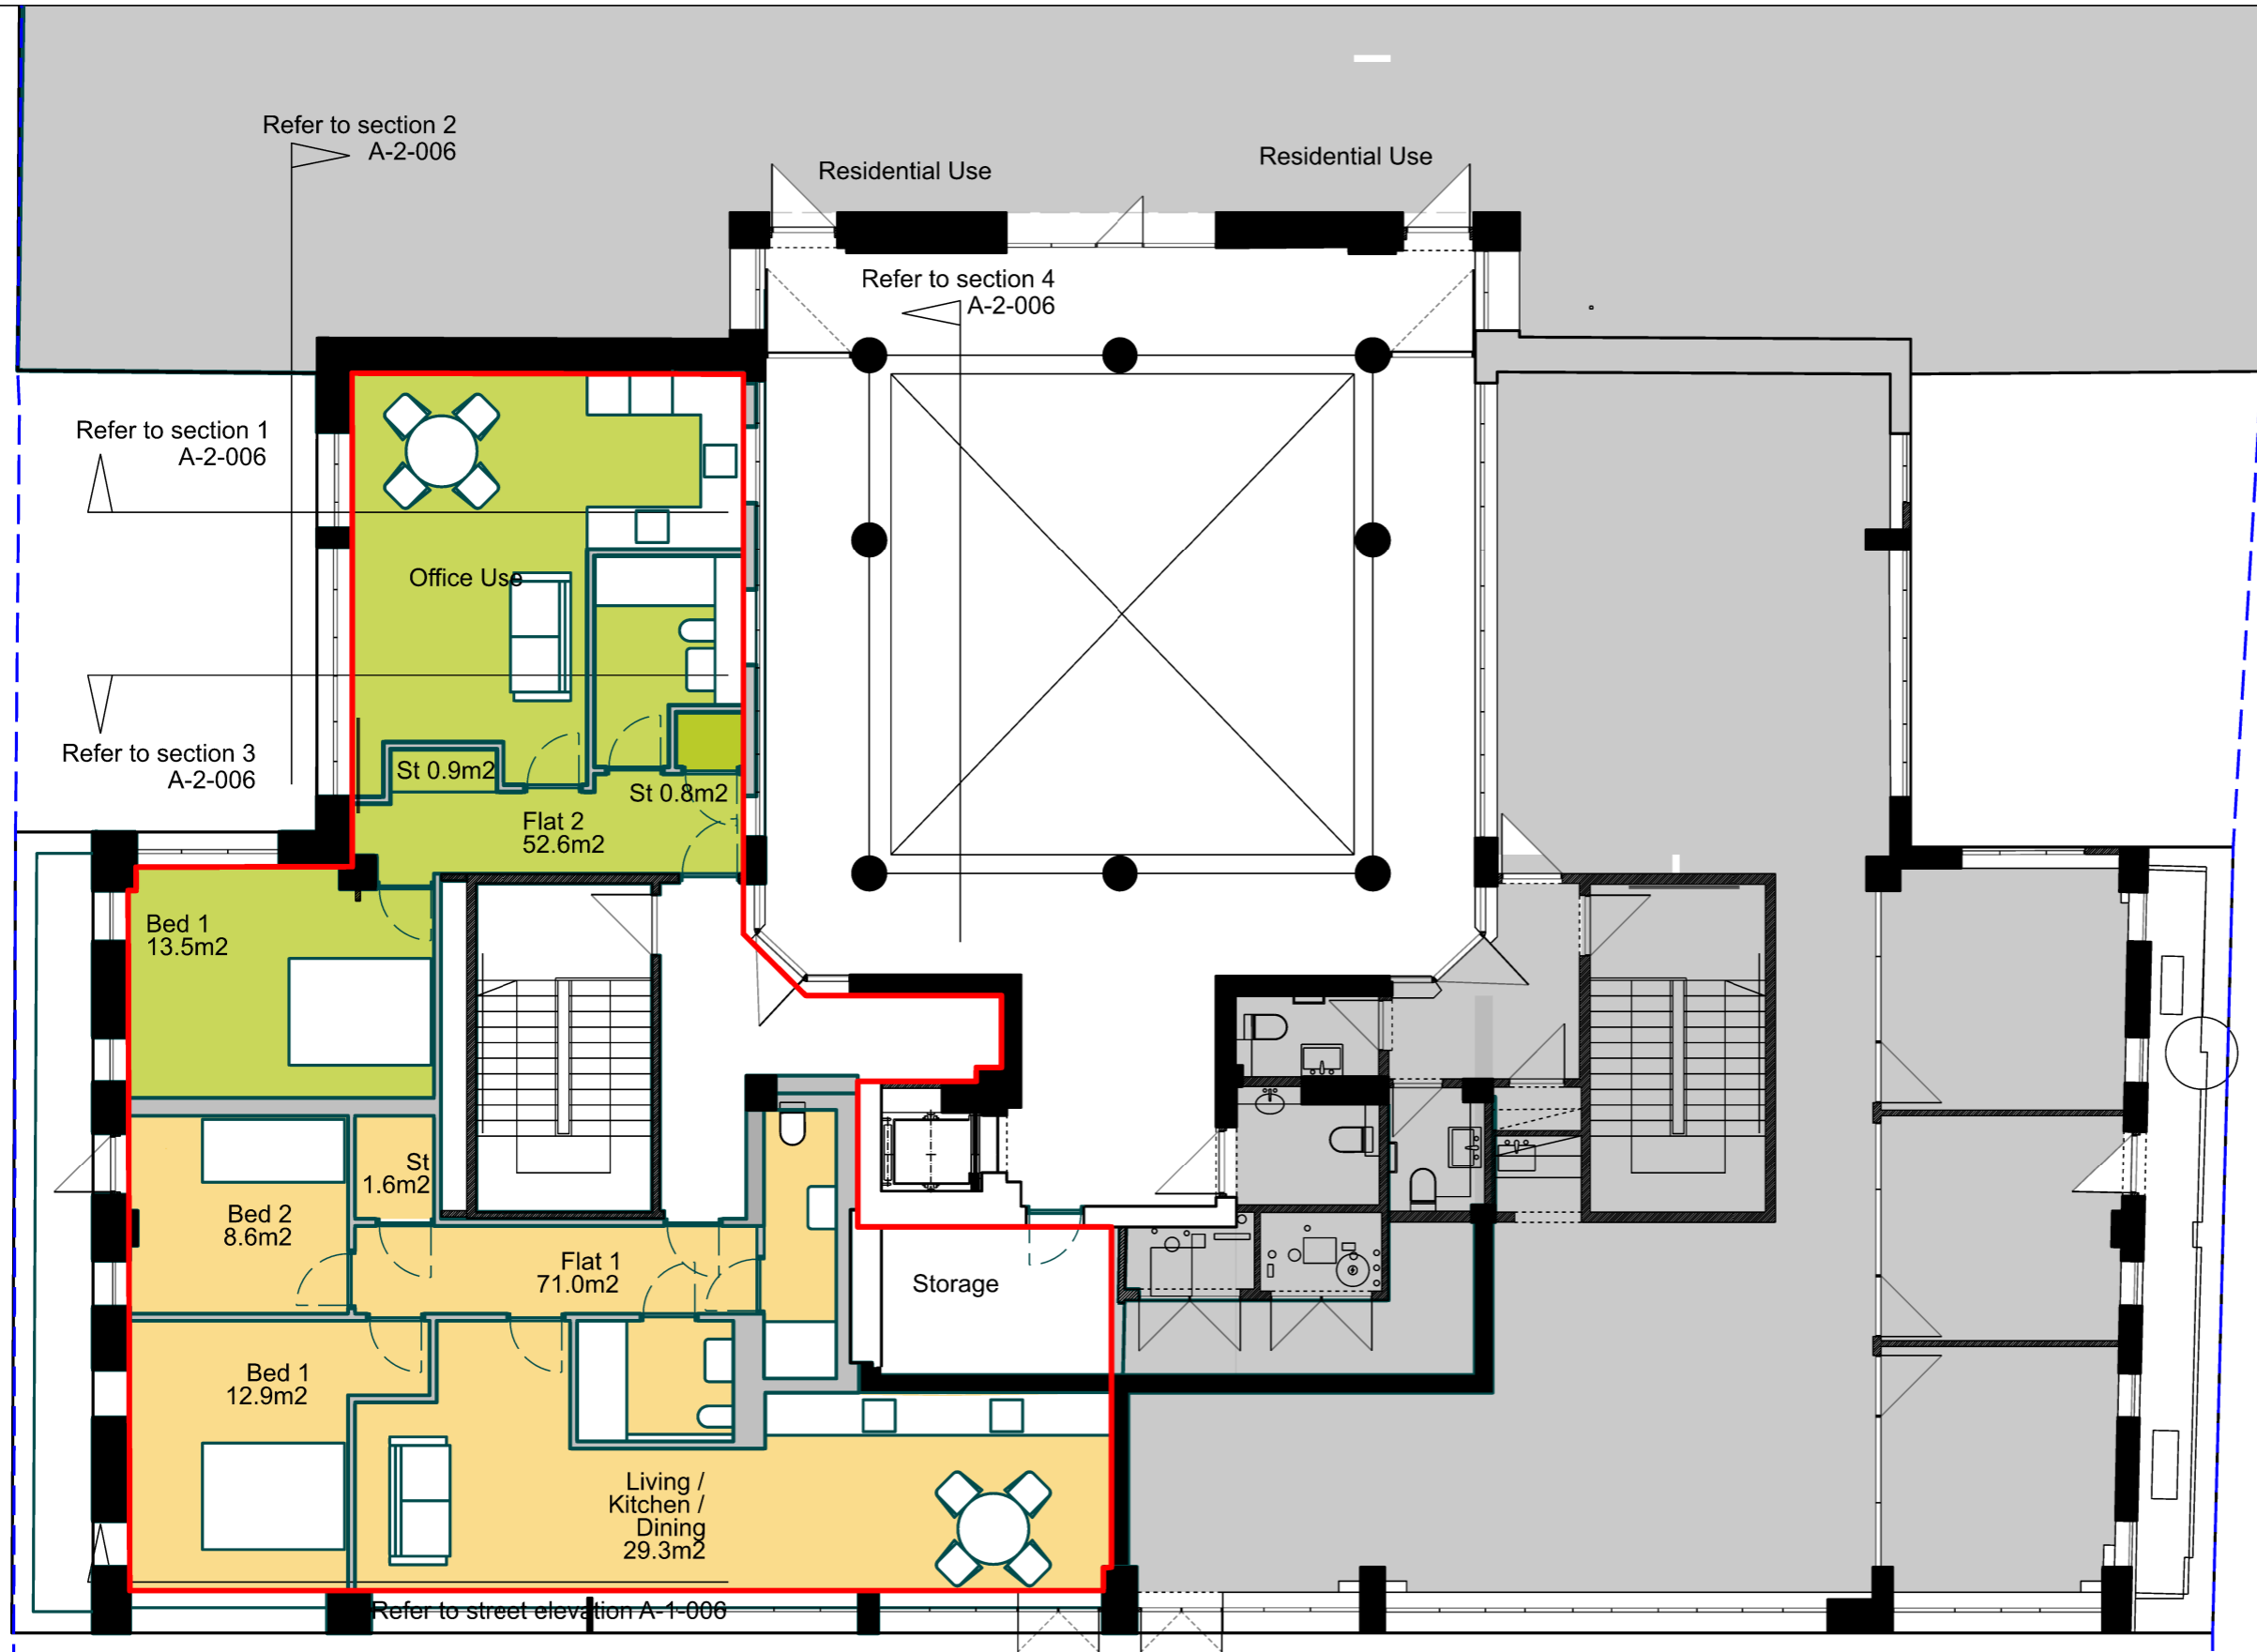 Refer to section 2
A-2-006
Residential Use
Residential Use
Refer to section 4
A-2-006
Refer to section 1
A-2-006
Office Use
Refer to section 3
A-2-006
St 0.9m2
St 0.8m2
Flat 2
52.6m2
Bed 1
13.5m2
St
1.6m2
Bed 2
8.6m2
Flat 1
71.0m2
Storage
Bed 1
12.9m2
Living /
Kitchen /
Dining
29.3m2
Refer to street elevation A-1-006